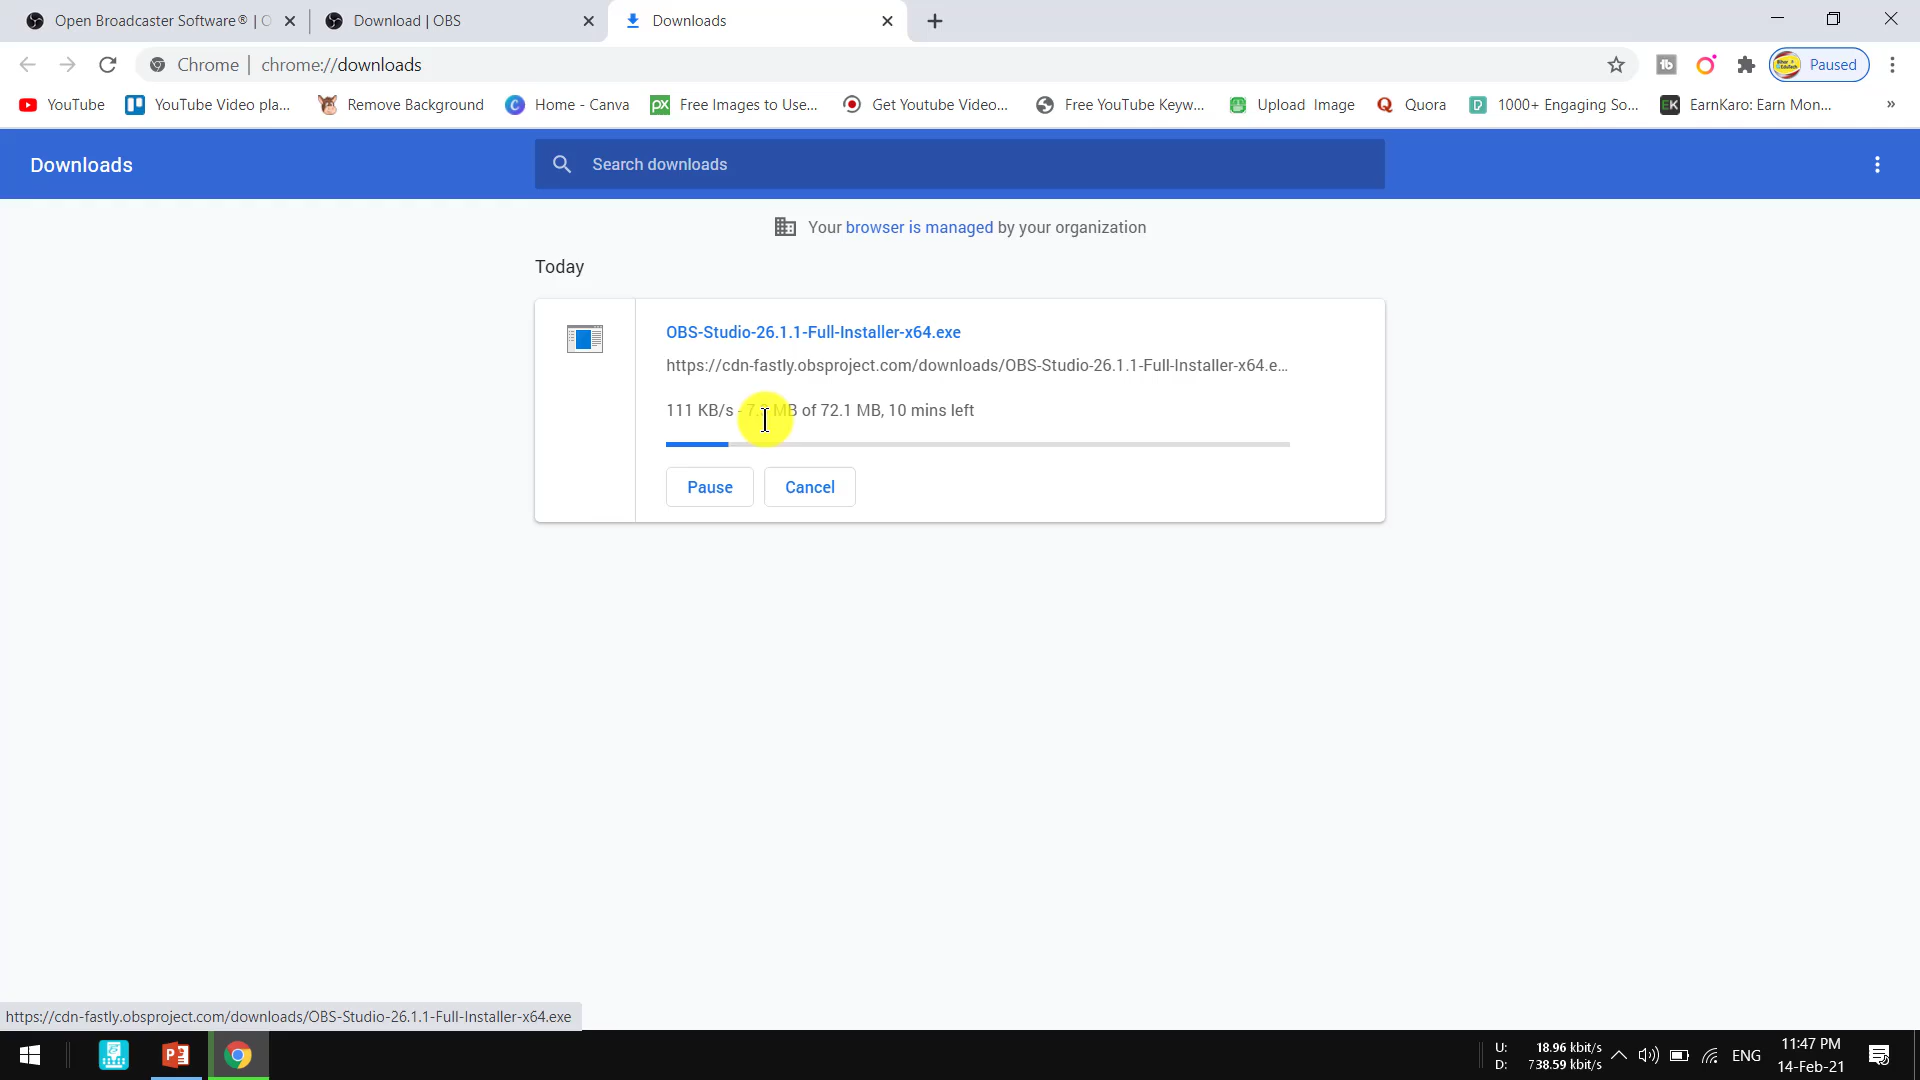 Open Broadcaster Software® | O
Download | OBS
Downloads
Chrome | chrome://downloads
Paused
YouTube
YouTube Video pla...
Remove Background
Home - Canva
Free Images to Use...
Get Youtube Video...
Free YouTube Keyw...
Upload Image
Quora
1000+ Engaging So...
EarnKaro: Earn Mon...
»
Downloads
Search downloads
Your browser is managed by your organization
Today
OBS-Studio-26.1.1-Full-Installer-x64.exe
https://cdn-fastly.obsproject.com/downloads/OBS-Studio-26.1.1-Full-Installer-x64.e...
111 KB/s - MB of 72.1 MB, 10 mins left
Pause
Cancel
https://cdn-fastly.obsproject.com/downloads/OBS-Studio-26.1.1-Full-Installer-x64.exe
U: 18.96 kbit/s
D: 738.59 kbit/s
ENG
11:47 PM
14-Feb-21